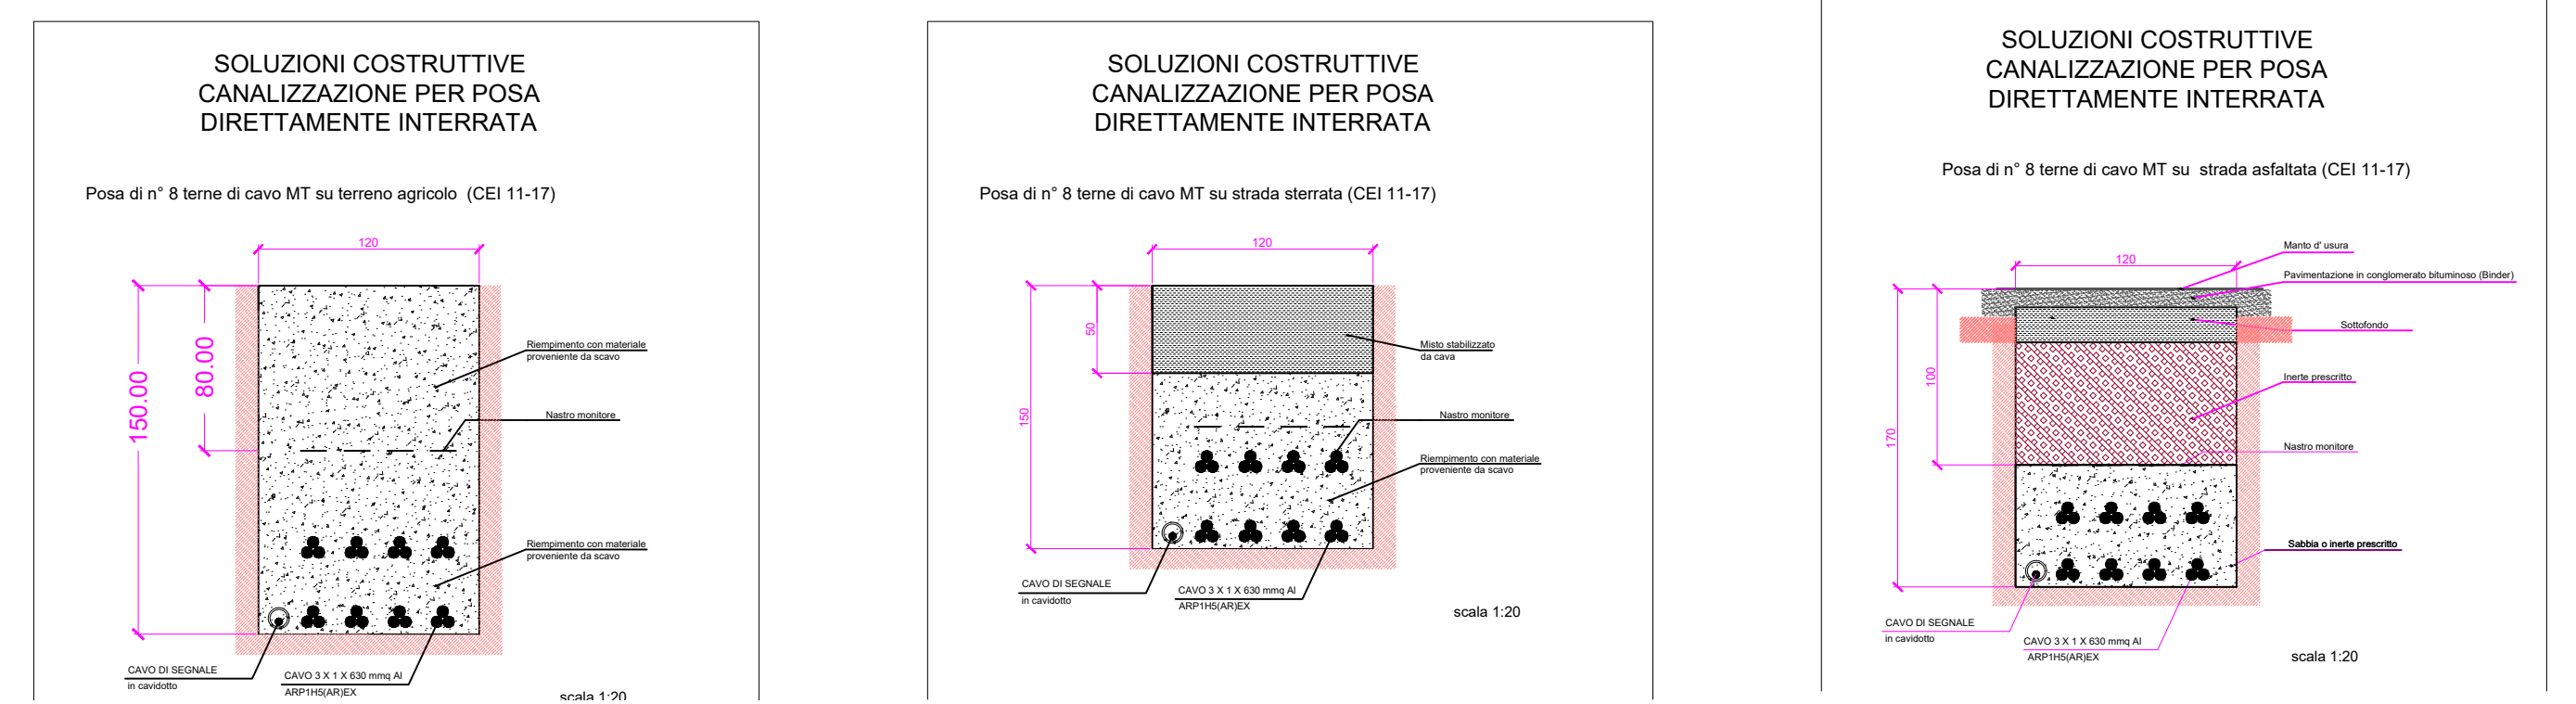 SOLUZIONI COSTRUTTIVE
CANALIZZAZIONE PER POSA
DIRETTAMENTE INTERRATA
Posa di n° 8 terne di cavo MT su terreno agricolo (CEI 11-17)
120
150.00
80.00
Riempimento con materiale
proveniente da scavo
Nastro monitore
Riempimento con materiale
proveniente da scavo
CAVO DI SEGNALE
in cavidotto
CAVO 3 X 1 X 630 mmq Al
ARP1H5(AR)EX
scala 1:20
SOLUZIONI COSTRUTTIVE
CANALIZZAZIONE PER POSA
DIRETTAMENTE INTERRATA
Posa di n° 8 terne di cavo MT su strada sterrata (CEI 11-17)
120
50
150
Misto stabilizzato
da cava
Nastro monitore
Riempimento con materiale
proveniente da scavo
CAVO DI SEGNALE
in cavidotto
CAVO 3 X 1 X 630 mmq Al
ARP1H5(AR)EX
scala 1:20
SOLUZIONI COSTRUTTIVE
CANALIZZAZIONE PER POSA
DIRETTAMENTE INTERRATA
Posa di n° 8 terne di cavo MT su strada asfaltata (CEI 11-17)
120
Manto d' usura
Pavimentazione in conglomerato bituminoso (Binder)
Sottofondo
100
170
Inerte prescritto
Nastro monitore
Sabbia o inerte prescritto
CAVO DI SEGNALE
in cavidotto
CAVO 3 X 1 X 630 mmq Al
ARP1H5(AR)EX
scala 1:20